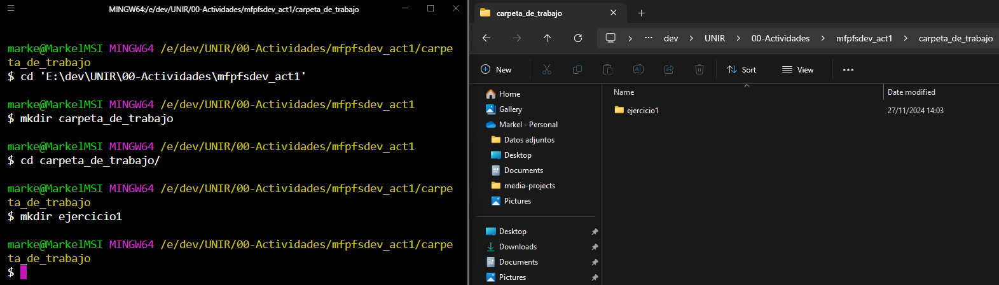 MINGW64:/e/dev/UNIR/00-Actividades/mfpfsdev_act1/carpeta_de_trabajo
marke@MarkelMSI MINGW64 /e/dev/UNIR/00-Actividades/mfpfsdev_act1/carpe
ta_de_trabajo
$ cd 'E:\dev\UNIR\00-Actividades\mfpfsdev_act1'
marke@MarkelMSI MINGW64 /e/dev/UNIR/00-Actividades/mfpfsdev_act1
$ mkdir carpeta_de_trabajo
marke@MarkelMSI MINGW64 /e/dev/UNIR/00-Actividades/mfpfsdev_act1
$ cd carpeta_de_trabajo/
marke@MarkelMSI MINGW64 /e/dev/UNIR/00-Actividades/mfpfsdev_act1/carpe
ta_de_trabajo
$ mkdir ejercicio1
marke@MarkelMSI MINGW64 /e/dev/UNIR/00-Actividades/mfpfsdev_act1/carpe
ta_de_trabajo
$
carpeta_de_trabajo
dev > UNIR > 00-Actividades > mfpfsdev_act1 > carpeta_de_trabajo
New Sort View
Home
Gallery
Markel - Personal
Datos adjuntos
Desktop
Documents
media-projects
Pictures
Desktop
Downloads
Documents
Pictures
Name Date modified
ejercicio1 27/11/2024 14:03